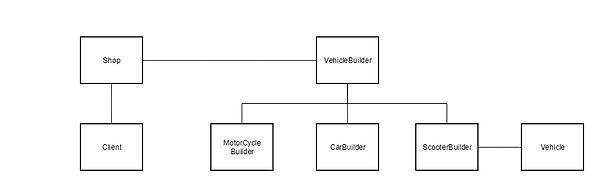 Shop
VehicleBuilder
Client
MotorCycle
Builder
CarBuilder
ScooterBuilder
Vehicle